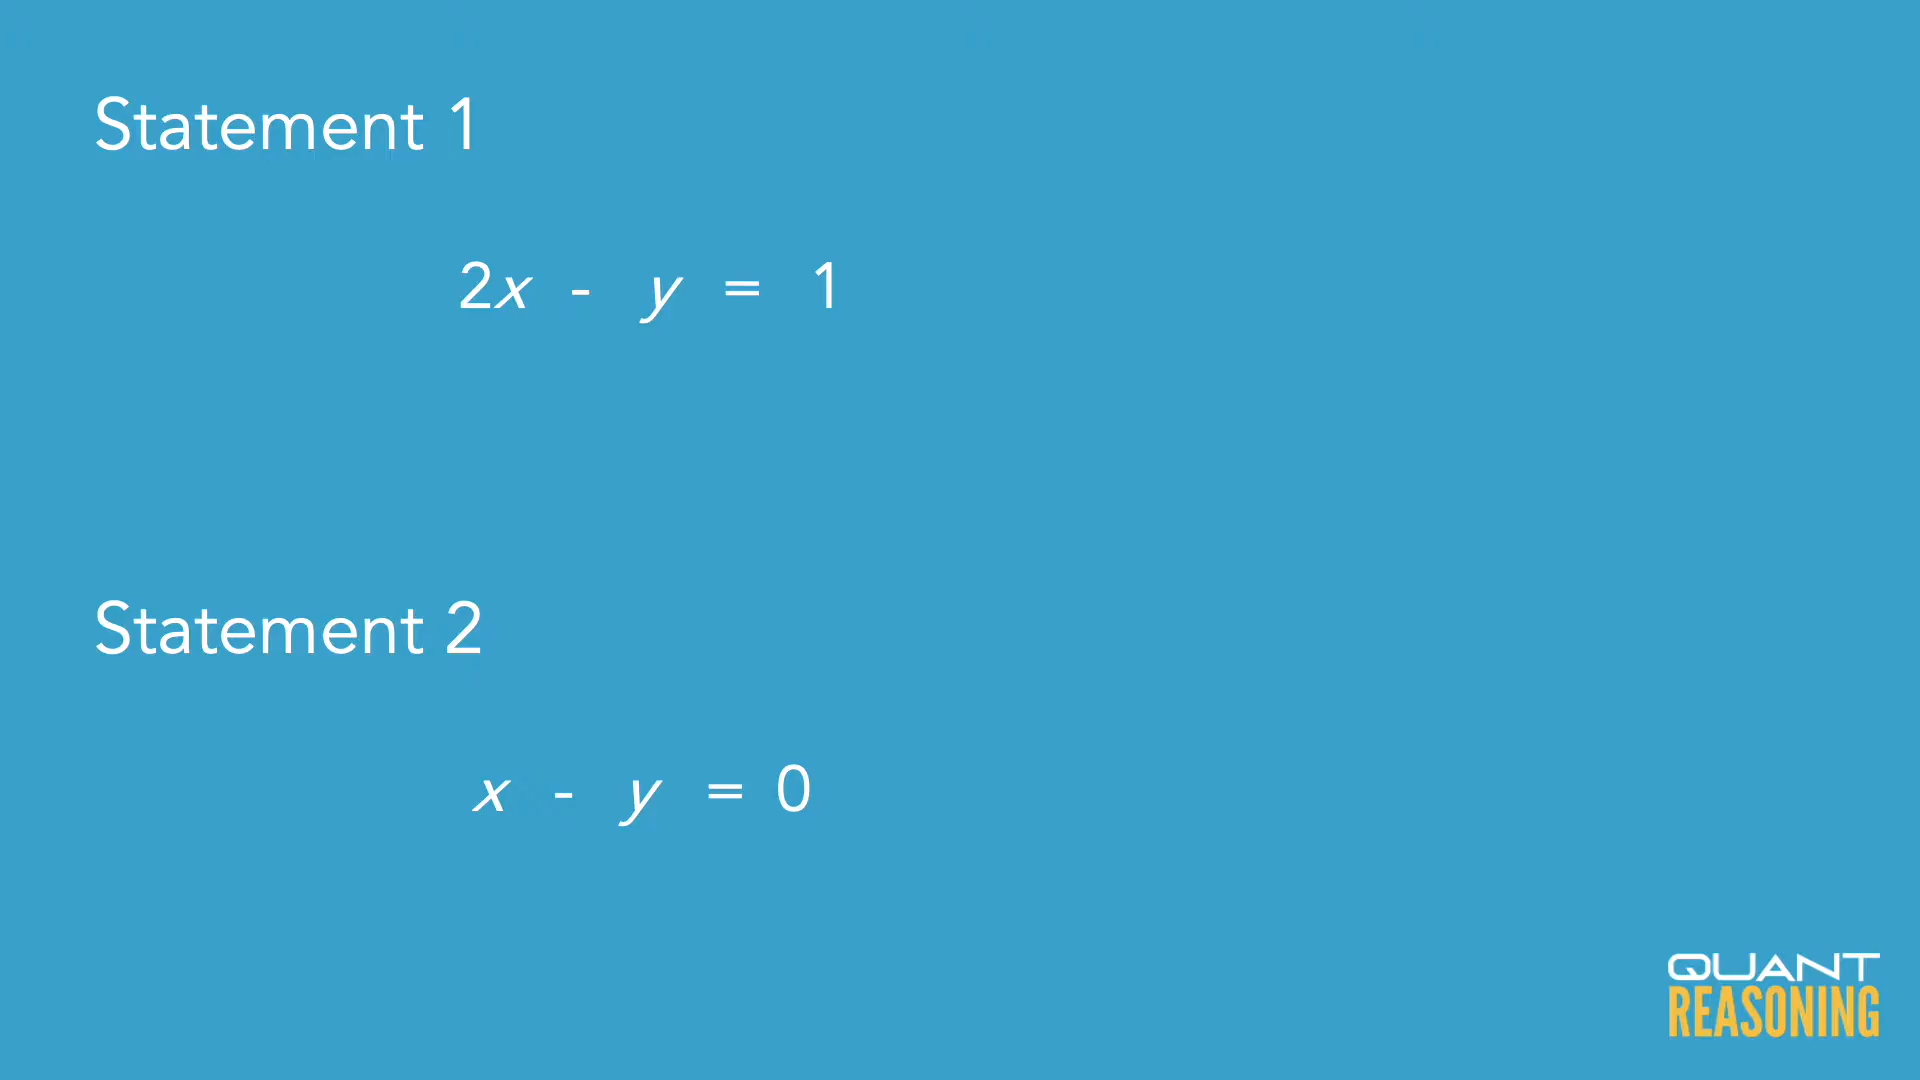 Statement 1
2x - y = 1
Statement 2
x - y = 0
QUANT
REASONING